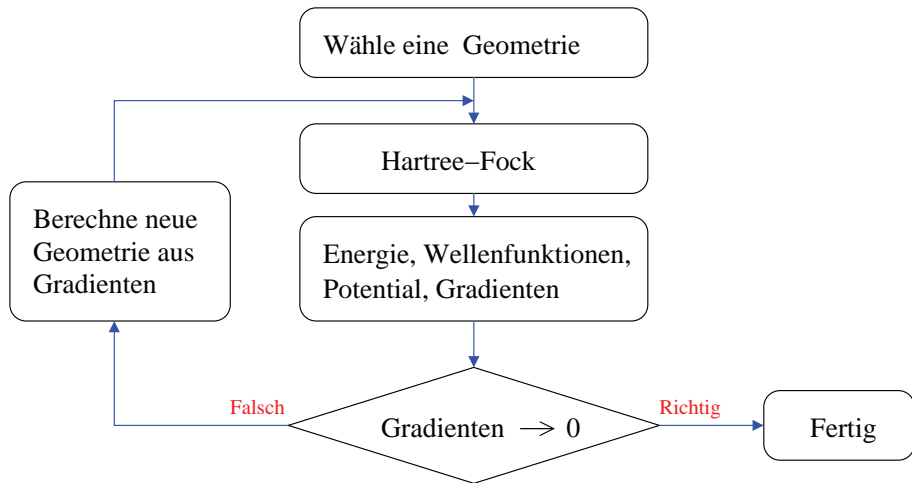 Wähle eine Geometrie
Hartree–Fock
Berechne neue
Geometrie aus
Gradienten
Energie, Wellenfunktionen,
Potential, Gradienten
Falsch
Gradienten → 0
Richtig
Fertig